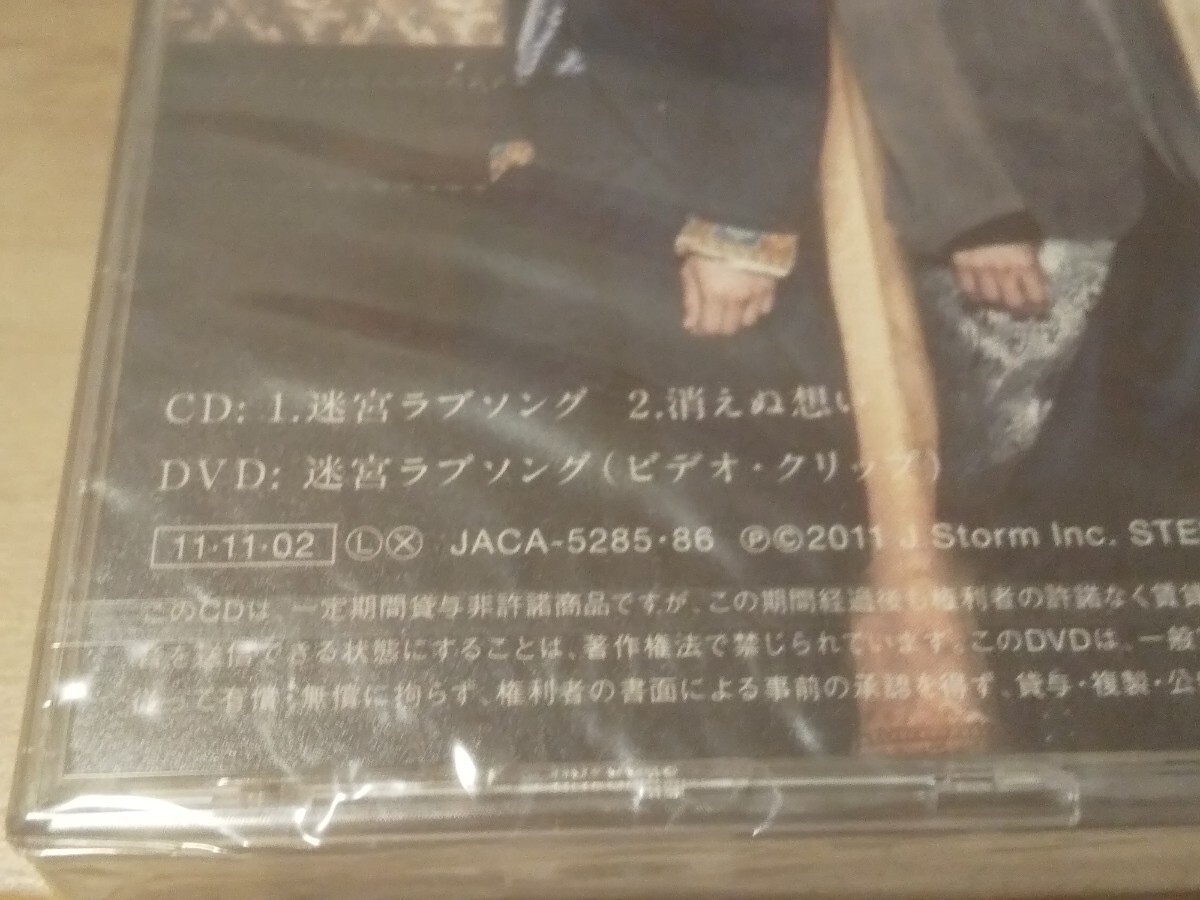 CD: 1.迷宮ラブソング 2.消えぬ想い
DVD: 迷宮ラブソング(ビデオ・クリップ)
11・11・02 Ⓛ Ⓧ JACA-5285・86 ℗©2011 J Storm Inc. STE
このCDは、一定期間貸与非許諾商品ですが、この期間経過後も権利者の許諾なく賃貸
できる状態にすることは、著作権法で禁じられています。このDVDは、一般
従って有償・無償に拘らず、権利者の書面による事前の承認を得ず、貸与・複製・公